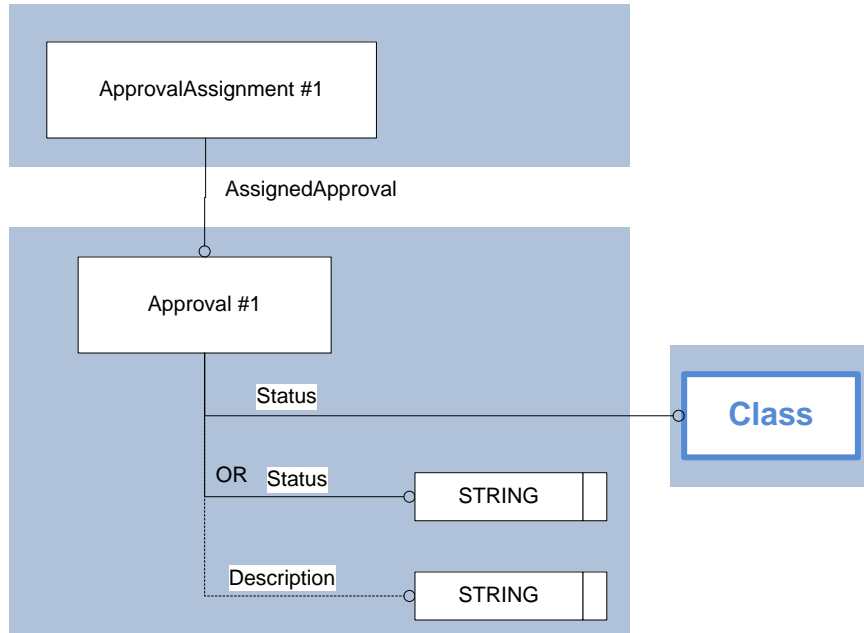 ApprovalAssignment #1
AssignedApproval
Approval #1
Status
Class
OR
Status
STRING
Description
STRING